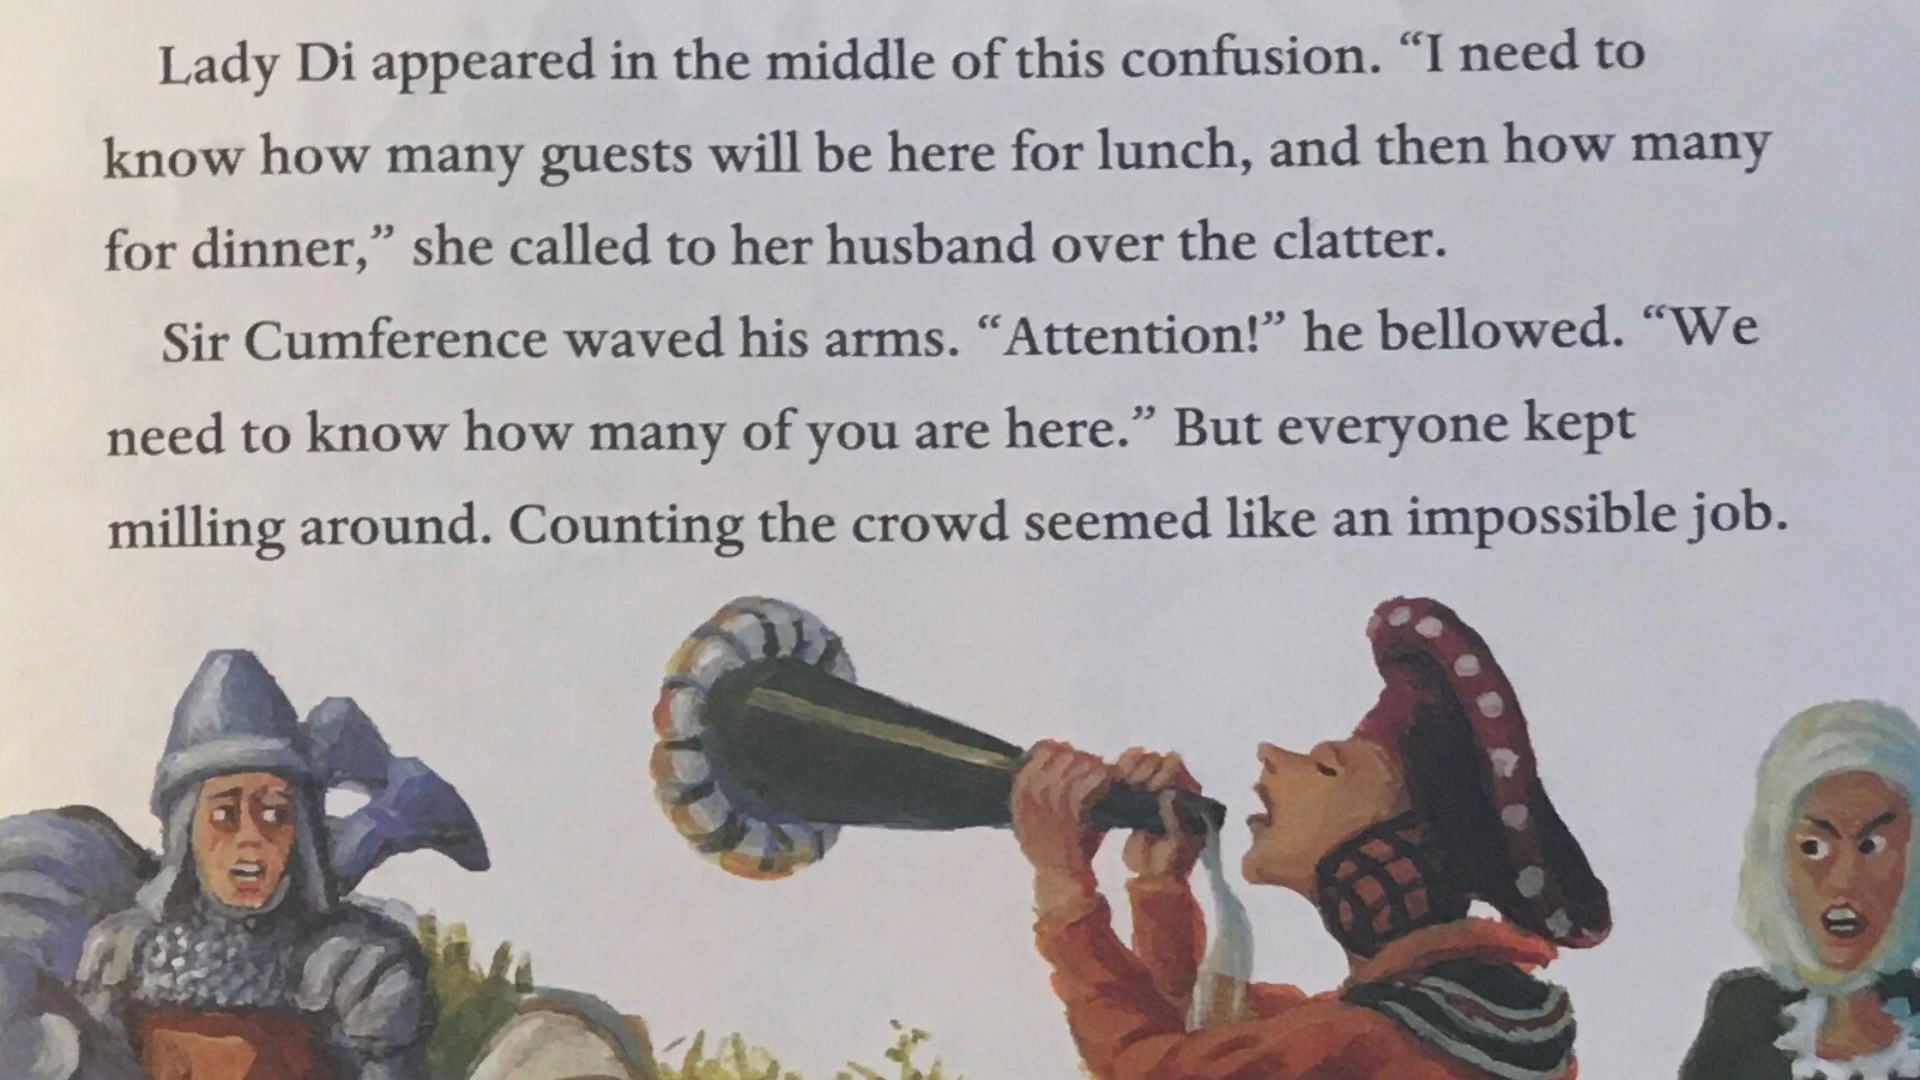 Lady Di appeared in the middle of this confusion. “I need to
know how many guests will be here for lunch, and then how many
for dinner,” she called to her husband over the clatter.
Sir Cumference waved his arms. “Attention!” he bellowed. “We
need to know how many of you are here.” But everyone kept
milling around. Counting the crowd seemed like an impossible job.